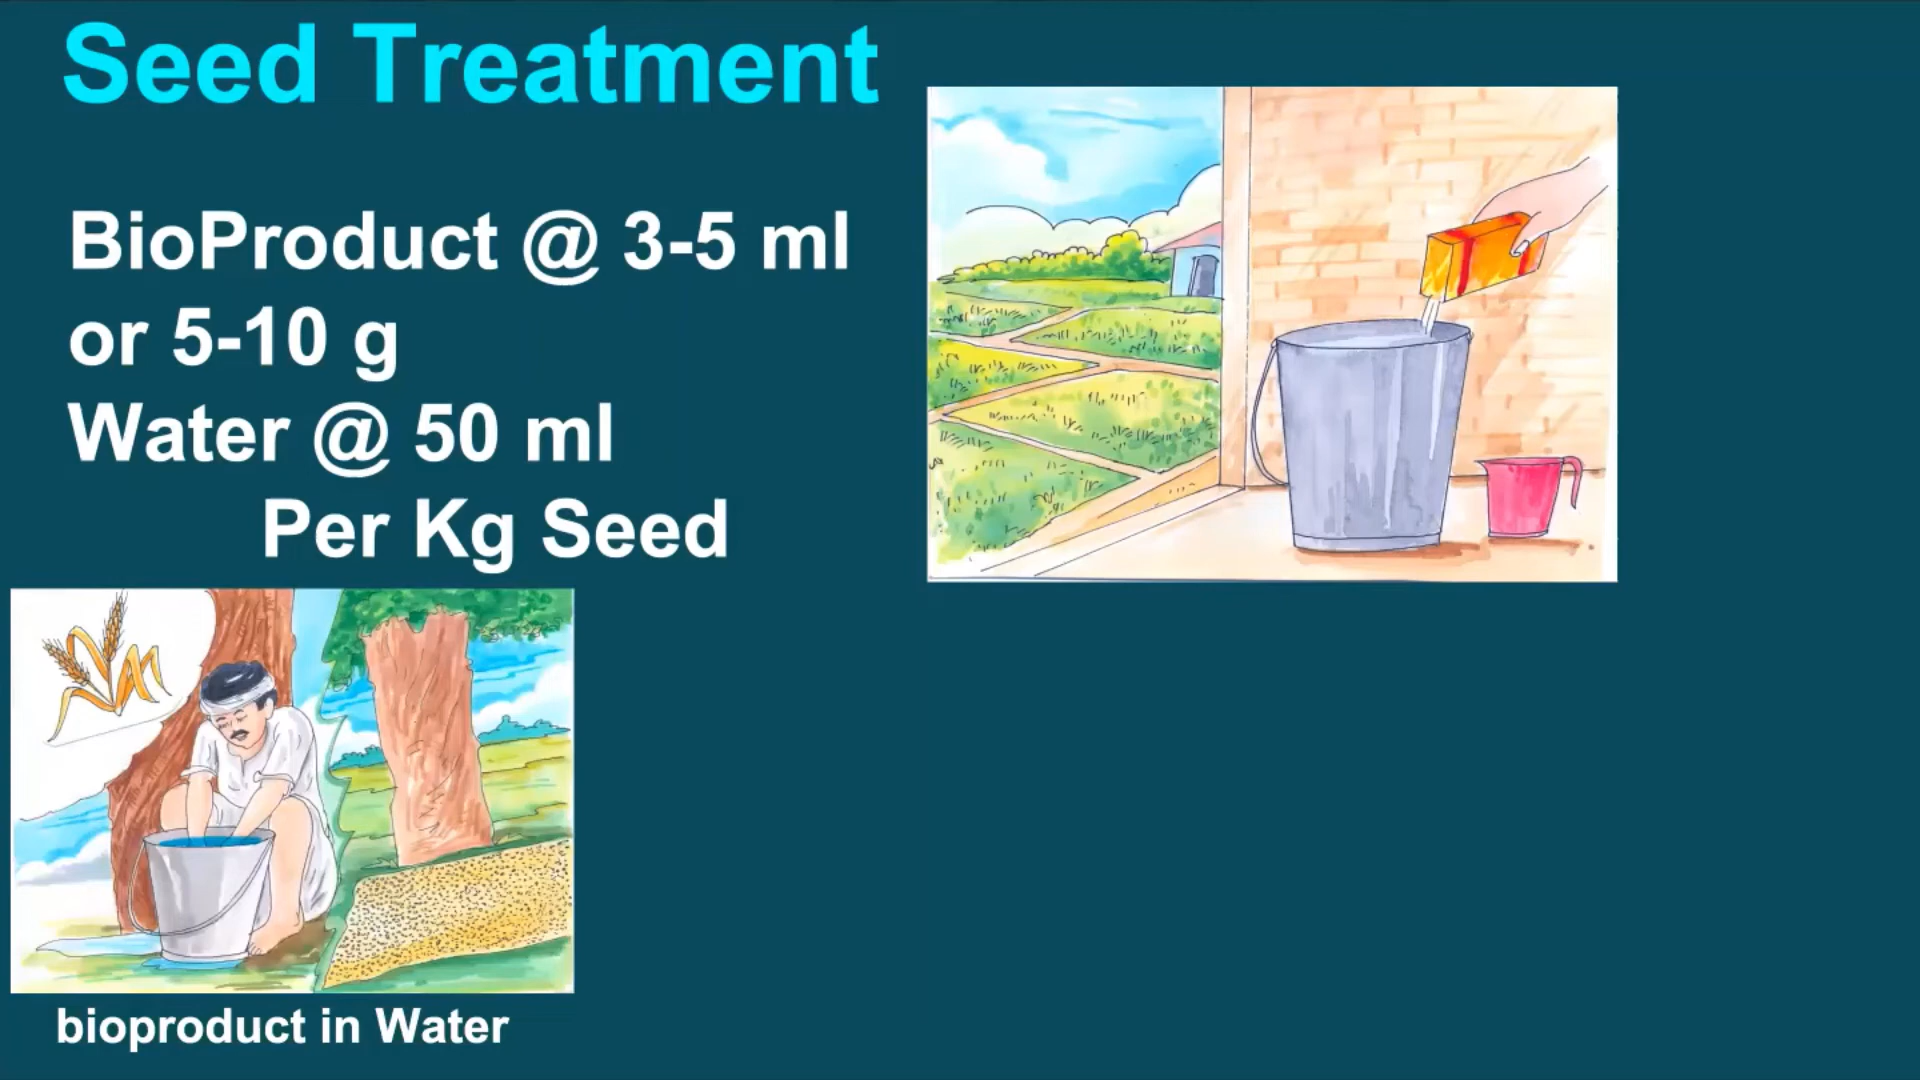 Seed Treatment
BioProduct @ 3-5 ml
or 5-10 g
Water @ 50 ml
Per Kg Seed
bioproduct in Water